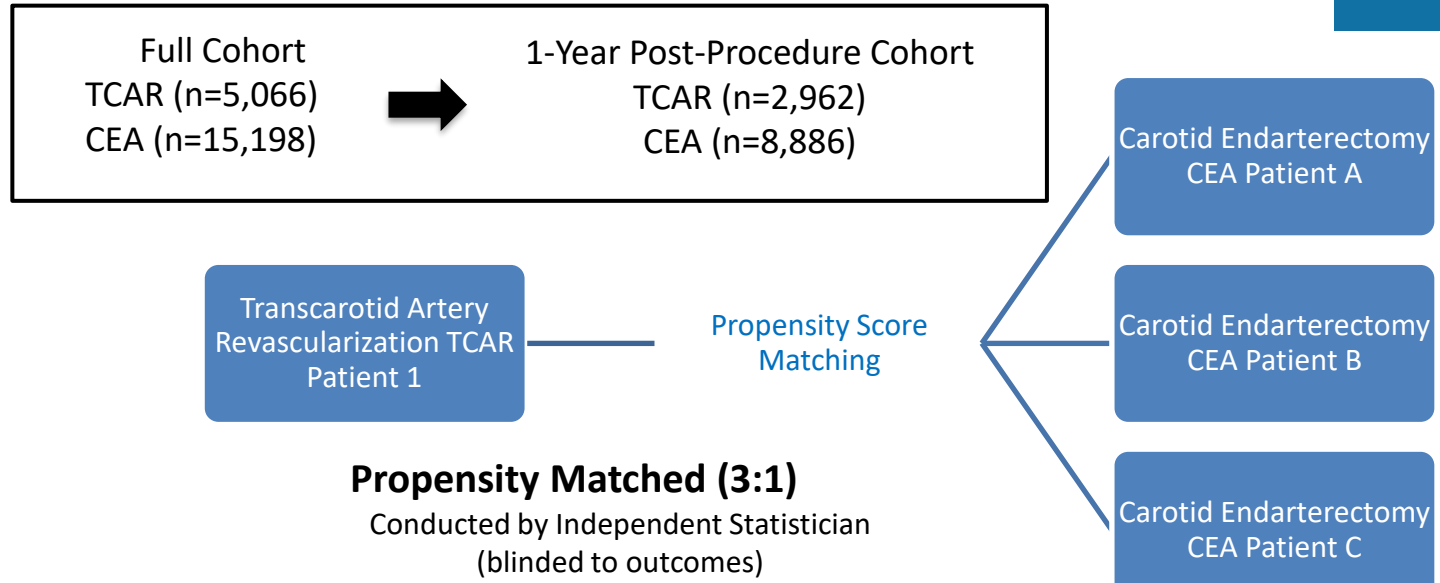 Full Cohort
TCAR (n=5,066)
CEA (n=15,198)
1-Year Post-Procedure Cohort
TCAR (n=2,962)
CEA (n=8,886)
Transcarotid Artery
Revascularization TCAR
Patient 1
Propensity Score
Matching
Carotid Endarterectomy
CEA Patient A
Carotid Endarterectomy
CEA Patient B
Carotid Endarterectomy
CEA Patient C
Propensity Matched (3:1)
Conducted by Independent Statistician
(blinded to outcomes)